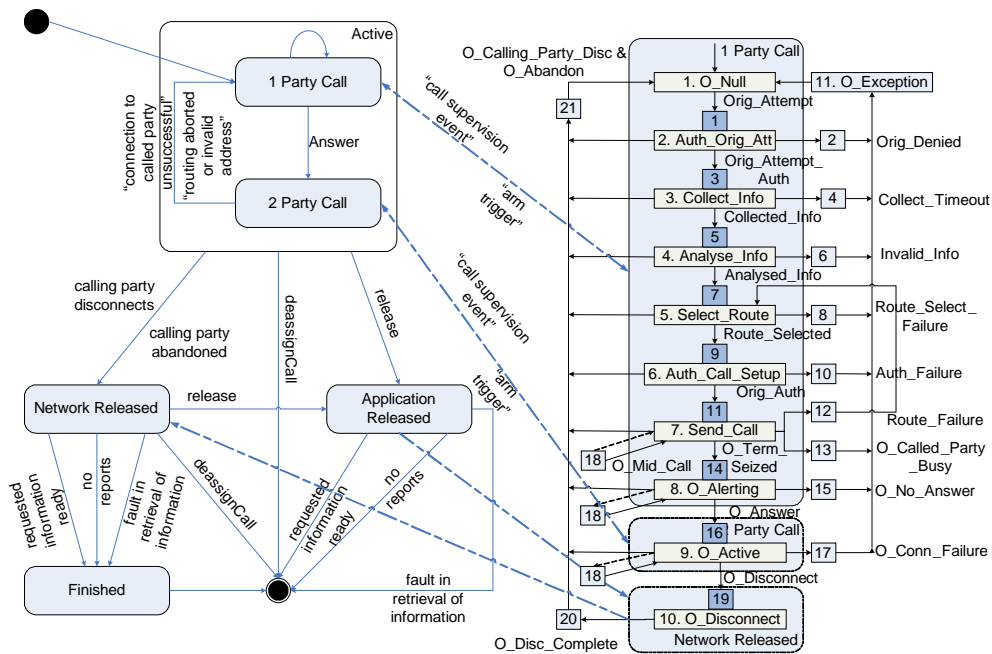 Active
1 Party Call
Answer
2 Party Call
“connection to
called party
unsuccessful”
“routing aborted
or invalid
address”
calling party
disconnects
calling party
abandoned
deassignCall
release
Network Released
release
Application
Released
requested
information
ready
no
reports
fault in
retrieval of
information
deassignCall
requested
information
ready
no
reports
fault in
retrieval of
information
Finished
“call supervision
event”
“arm
trigger”
“call supervision
event”
“arm
trigger”
O_Calling_Party_Disc &
O_Abandon
21
1 Party Call
1. O_Null
11. O_Exception
Orig_Attempt
1
2. Auth_Orig_Att
2
Orig_Denied
Orig_Attempt_
Auth
3
3. Collect_Info
4
Collect_Timeout
Collected_Info
5
4. Analyse_Info
6
Invalid_Info
Analysed_Info
7
5. Select_Route
8
Route_Select_
Failure
Route_Selected
9
6. Auth_Call_Setup
10
Auth_Failure
Orig_Auth
11
12
Route_Failure
7. Send_Call
13
O_Called_Party
_Busy
18
O_Mid_Call
O_Term_
Seized
14
8. O_Alerting
15
O_No_Answer
18
O_Answer
16
Party Call
9. O_Active
17
O_Conn_Failure
18
O_Disconnect
19
10. O_Disconnect
20
O_Disc_Complete
Network Released